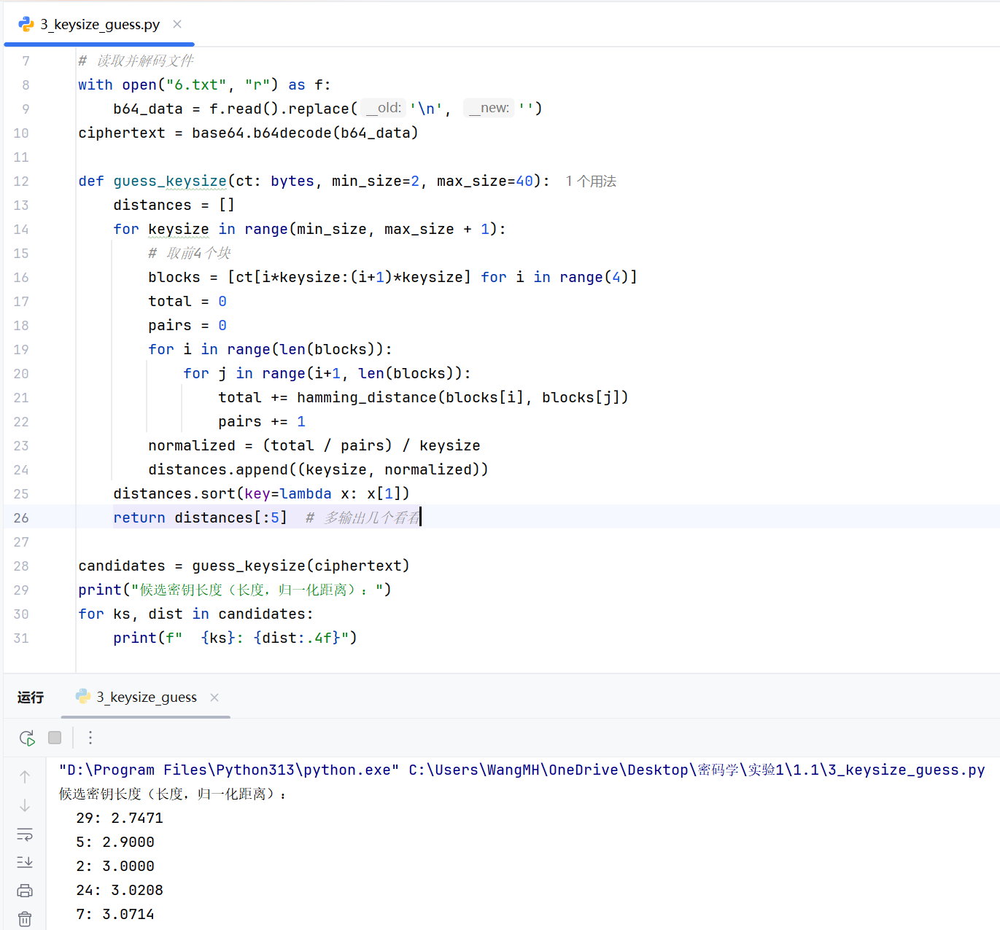 3_keysize_guess.py
7 # 读取并解码文件
8 with open("6.txt", "r") as f:
9 b64_data = f.read().replace( __old: '\n', __new: '')
10 ciphertext = base64.b64decode(b64_data)
11
12 def guess_keysize(ct: bytes, min_size=2, max_size=40): 1个用法
13 distances = []
14 for keysize in range(min_size, max_size + 1):
15 # 取前4个块
16 blocks = [ct[i*keysize:(i+1)*keysize] for i in range(4)]
17 total = 0
18 pairs = 0
19 for i in range(len(blocks)):
20 for j in range(i+1, len(blocks)):
21 total += hamming_distance(blocks[i], blocks[j])
22 pairs += 1
23 normalized = (total / pairs) / keysize
24 distances.append((keysize, normalized))
25 distances.sort(key=lambda x: x[1])
26 return distances[:5] # 多输出几个看看
27
28 candidates = guess_keysize(ciphertext)
29 print("候选密钥长度（长度，归一化距离）：")
30 for ks, dist in candidates:
31 print(f"  {ks}: {dist:.4f}")
运行 3_keysize_guess
"D:\Program Files\Python313\python.exe" C:\Users\WangMH\OneDrive\Desktop\密码学\实验1\1.1\3_keysize_guess.py
候选密钥长度（长度，归一化距离）：
29: 2.7471
5: 2.9000
2: 3.0000
24: 3.0208
7: 3.0714